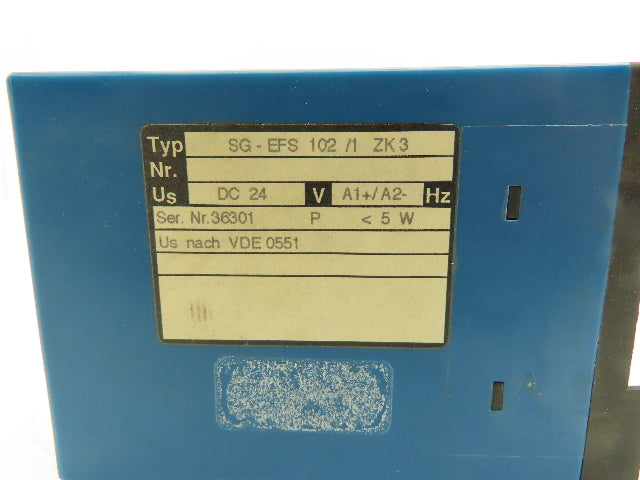 Typ SG - EFS 102 /1 ZK 3
Nr.
Us DC 24 V A1+/A2- Hz
Ser. Nr.36301 P < 5 W
Us nach VDE 0551